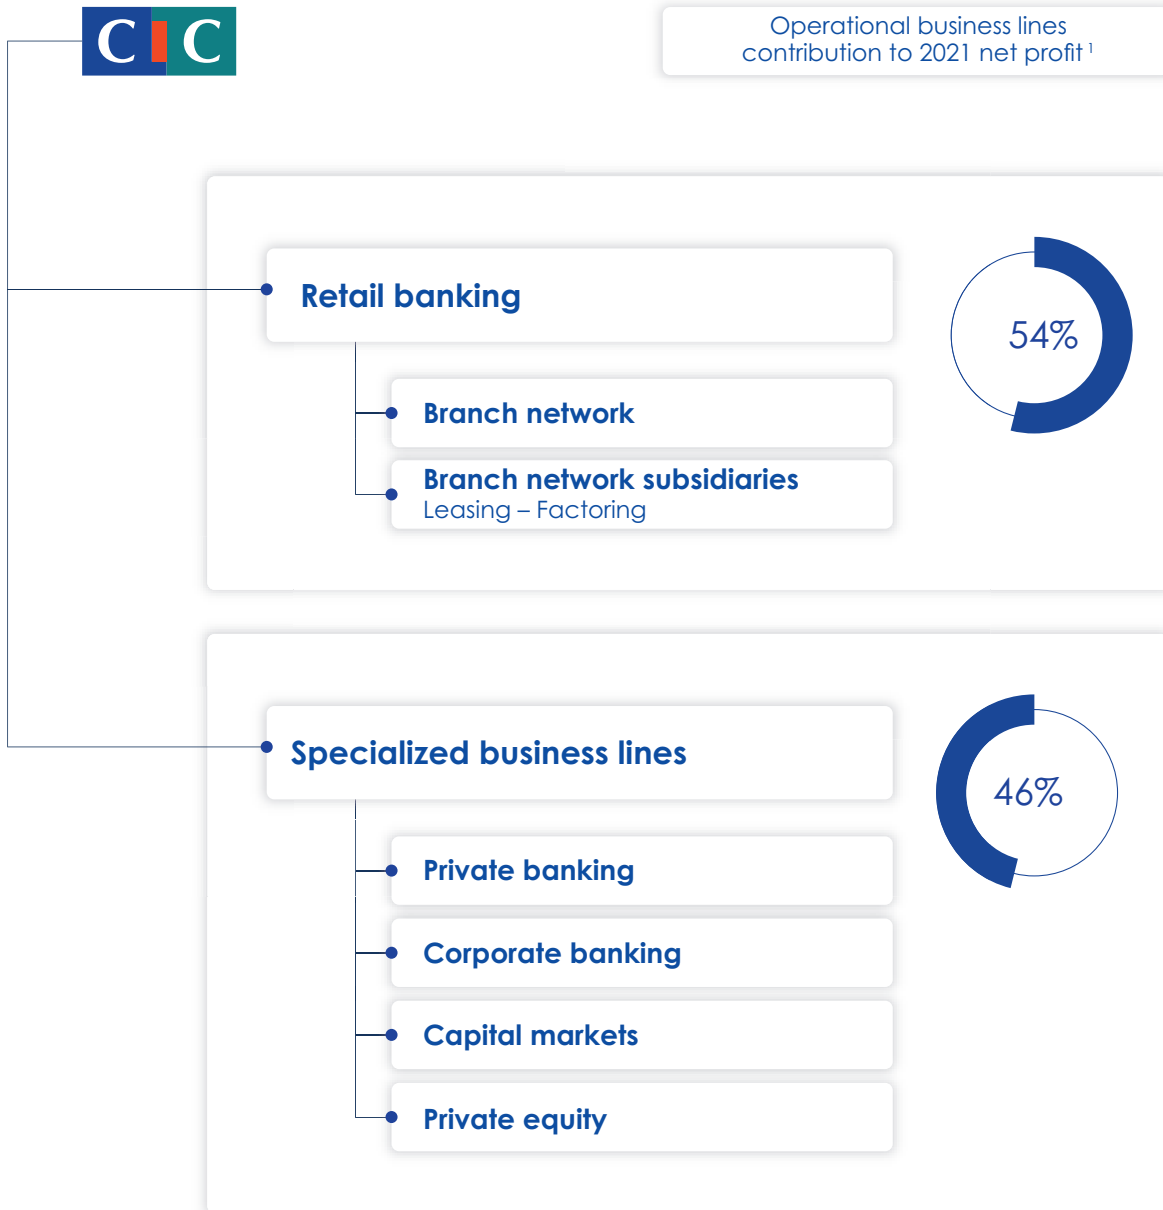 CIC
Operational business lines
contribution to 2021 net profit 1
Retail banking
54%
Branch network
Branch network subsidiaries
Leasing – Factoring
Specialized business lines
46%
Private banking
Corporate banking
Capital markets
Private equity